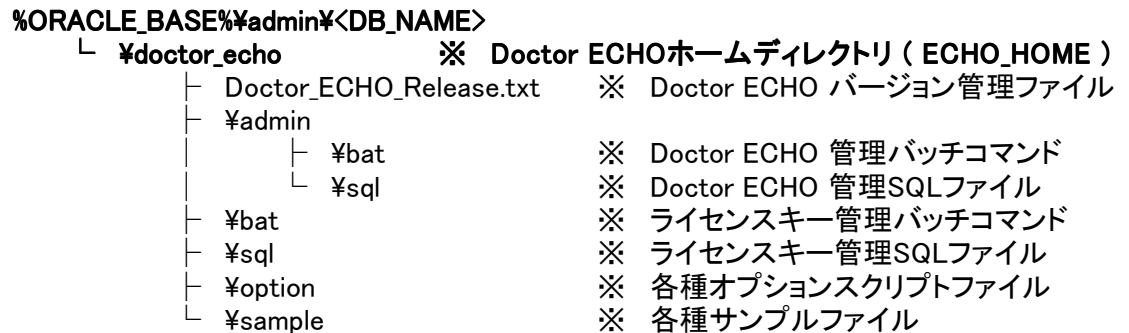 %ORACLE_BASE%¥admin¥<DB_NAME>
└ ¥doctor_echo ※ Doctor ECHOホームディレクトリ ( ECHO_HOME )
├ Doctor_ECHO_Release.txt ※ Doctor ECHO バージョン管理ファイル
├ ¥admin
│ ├ ¥bat ※ Doctor ECHO 管理バッチコマンド
│ └ ¥sql ※ Doctor ECHO 管理SQLファイル
├ ¥bat ※ ライセンスキー管理バッチコマンド
├ ¥sql ※ ライセンスキー管理SQLファイル
├ ¥option ※ 各種オプションスクリプトファイル
└ ¥sample ※ 各種サンプルファイル